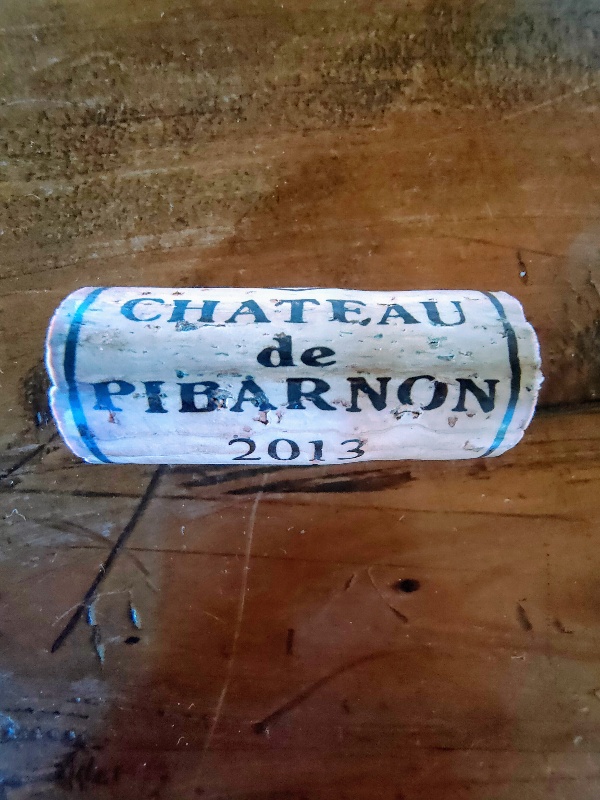 CHATEAU
de
PIBARNON
2013